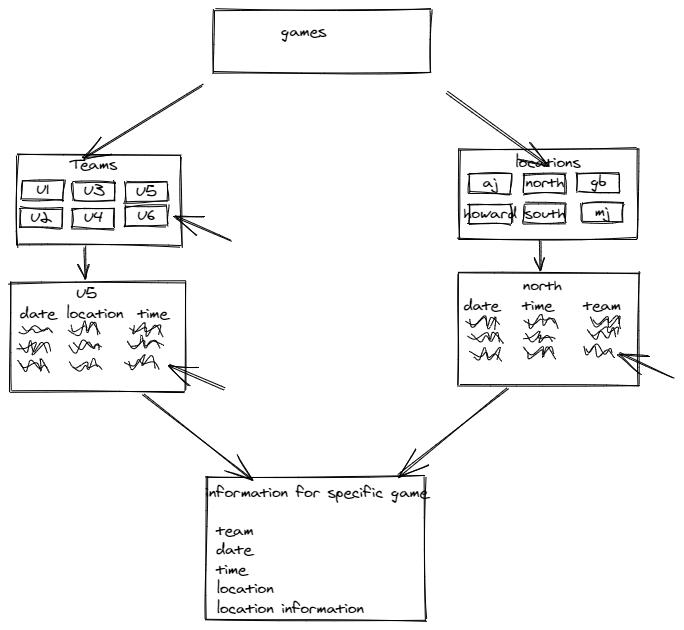 games
Teams
U1 U3 U5
U2 U4 U6
locations
aj north gb
howard south mj
U5
date location time
north
date time team
information for specific game
team
date
time
location
location information